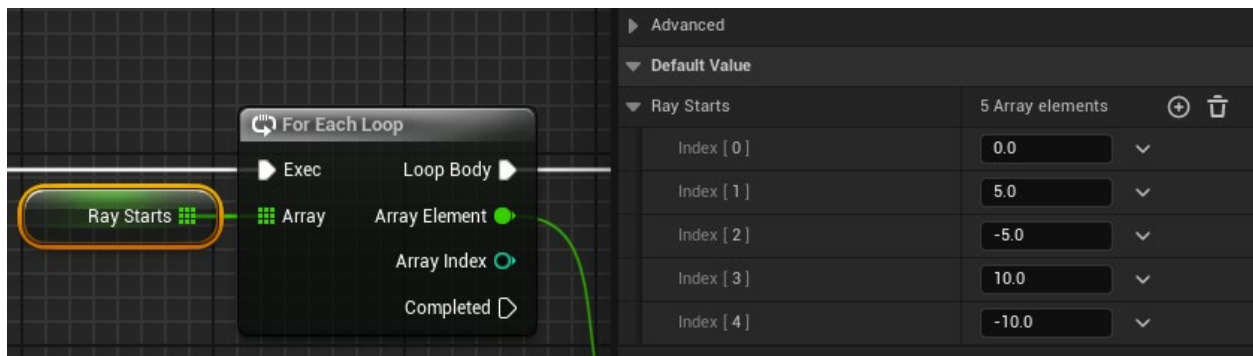 For Each Loop
Exec Loop Body
Ray Starts Array Array Element
Array Index
Completed
Advanced
Default Value
Ray Starts 5 Array elements
Index [ 0 ] 0.0
Index [ 1 ] 5.0
Index [ 2 ] -5.0
Index [ 3 ] 10.0
Index [ 4 ] -10.0